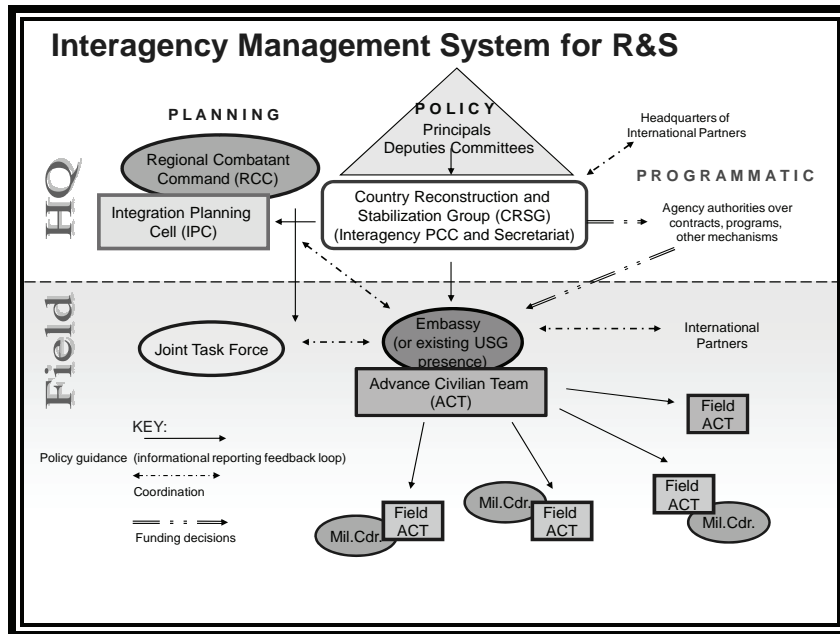 Interagency Management System for R&S
PLANNING
POLICY
Principals
Deputies Committees
Headquarters of
International Partners
HQ
Regional Combatant
Command (RCC)
Integration Planning
Cell (IPC)
Country Reconstruction and
Stabilization Group (CRSG)
(Interagency PCC and Secretariat)
PROGRAMMATIC
Agency authorities over
contracts, programs,
other mechanisms
Field
Joint Task Force
Embassy
(or existing USG
presence)
International
Partners
Advance Civilian Team
(ACT)
Field
ACT
KEY:
Policy guidance (informational reporting feedback loop)
Coordination
Funding decisions
Mil.Cdr.
Field
ACT
Mil.Cdr.
Field
ACT
Field
ACT
Mil.Cdr.